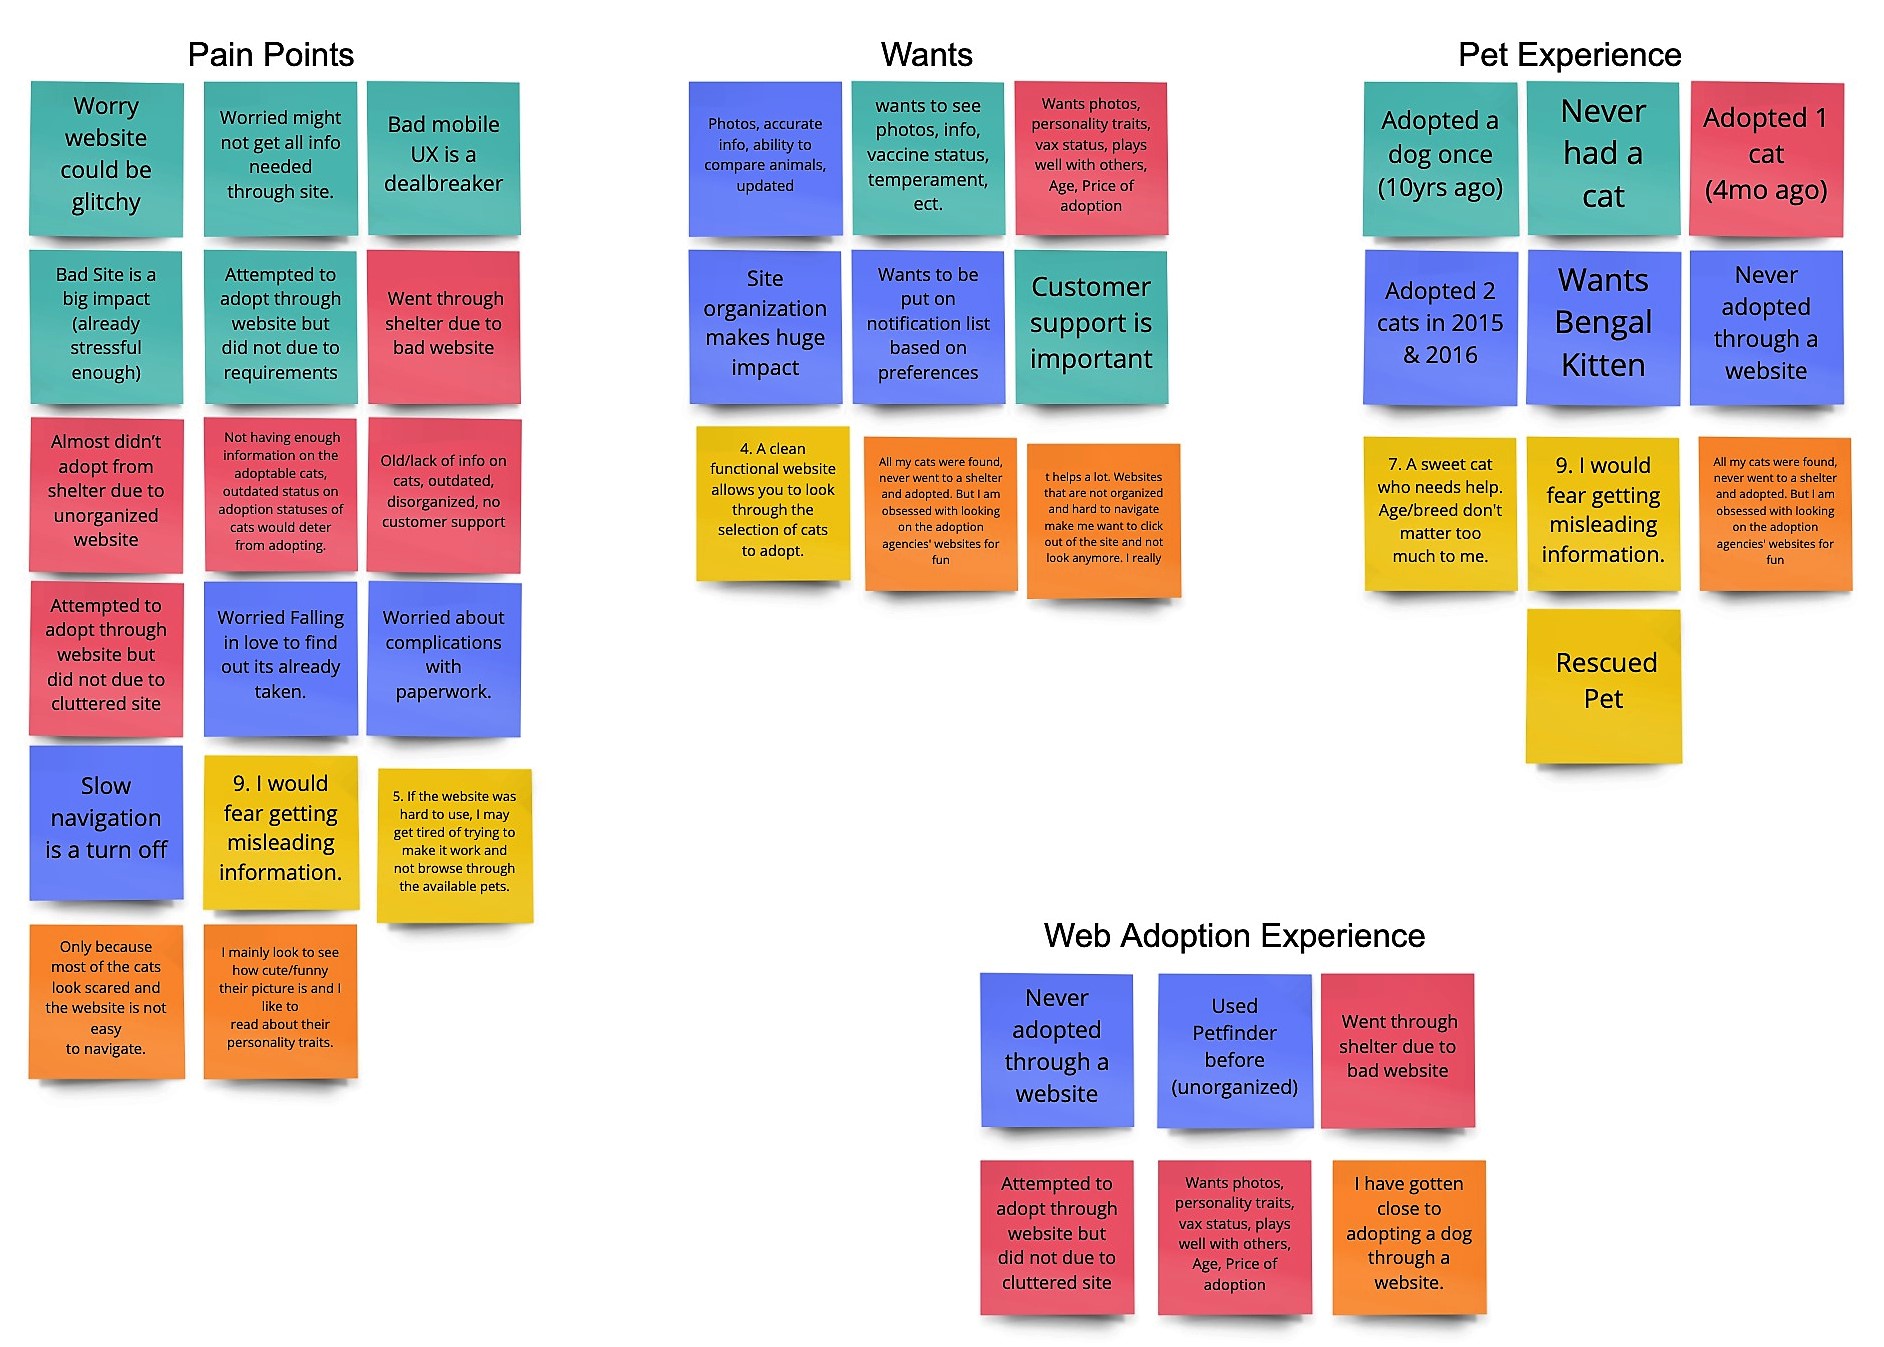 Pain Points
Worry
website
could be
glitchy
Worried might
not get all info
needed
through site.
Bad mobile
UX is a
dealbreaker
Bad Site is a
big impact
(already
stressful
enough)
Attempted to
adopt through
website but
did not due to
requirements
Went through
shelter due to
bad website
Almost didn't
adopt from
shelter due to
unorganized
website
Not having enough
information on the
adoptable cats,
outdated status on
adoption statuses of
cats would deter
from adopting.
Old/lack of info on
cats, outdated,
disorganized, no
customer support
Attempted to
adopt through
website but
did not due to
cluttered site
Worried Falling
in love to find
out its already
taken.
Worried about
complications
with
paperwork.
Slow
navigation
is a turn off
9. I would
fear getting
misleading
information.
5. If the website was
hard to use, I may
get tired of trying to
make it work and
not browse through
the available pets.
Only because
most of the cats
look scared and
the website is not
easy
to navigate.
I mainly look to see
how cute/funny
their picture is and I
like to
read about their
personality traits.
Wants
Photos, accurate
info, ability to
compare animals,
updated
wants to see
photos, info,
vaccine status,
temperament,
ect.
Wants photos,
personality traits,
vax status, plays
well with others,
Age, Price of
adoption
Site
organization
makes huge
impact
Wants to be
put on
notification list
based on
preferences
Customer
support is
important
4. A clean
functional website
allows you to look
through the
selection of cats
to adopt.
All my cats were found,
never went to a shelter
and adopted. But I am
obsessed with looking
on the adoption
agencies' websites for
fun
t helps a lot. Websites
that are not organized
and hard to navigate
make me want to click
out of the site and not
look anymore. I really
Pet Experience
Adopted a
dog once
(10yrs ago)
Never
had a
cat
Adopted 1
cat
(4mo ago)
Adopted 2
cats in 2015
& 2016
Wants
Bengal
Kitten
Never
adopted
through a
website
7. A sweet cat
who needs help.
Age/breed don't
matter too
much to me.
9. I would
fear getting
misleading
information.
All my cats were found,
never went to a shelter
and adopted. But I am
obsessed with looking
on the adoption
agencies' websites for
fun
Rescued
Pet
Web Adoption Experience
Never
adopted
through a
website
Used
Petfinder
before
(unorganized)
Went through
shelter due to
bad website
Attempted to
adopt through
website but
did not due to
cluttered site
Wants photos,
personality traits,
vax status, plays
well with others,
Age, Price of
adoption
I have gotten
close to
adopting a dog
through a
website.